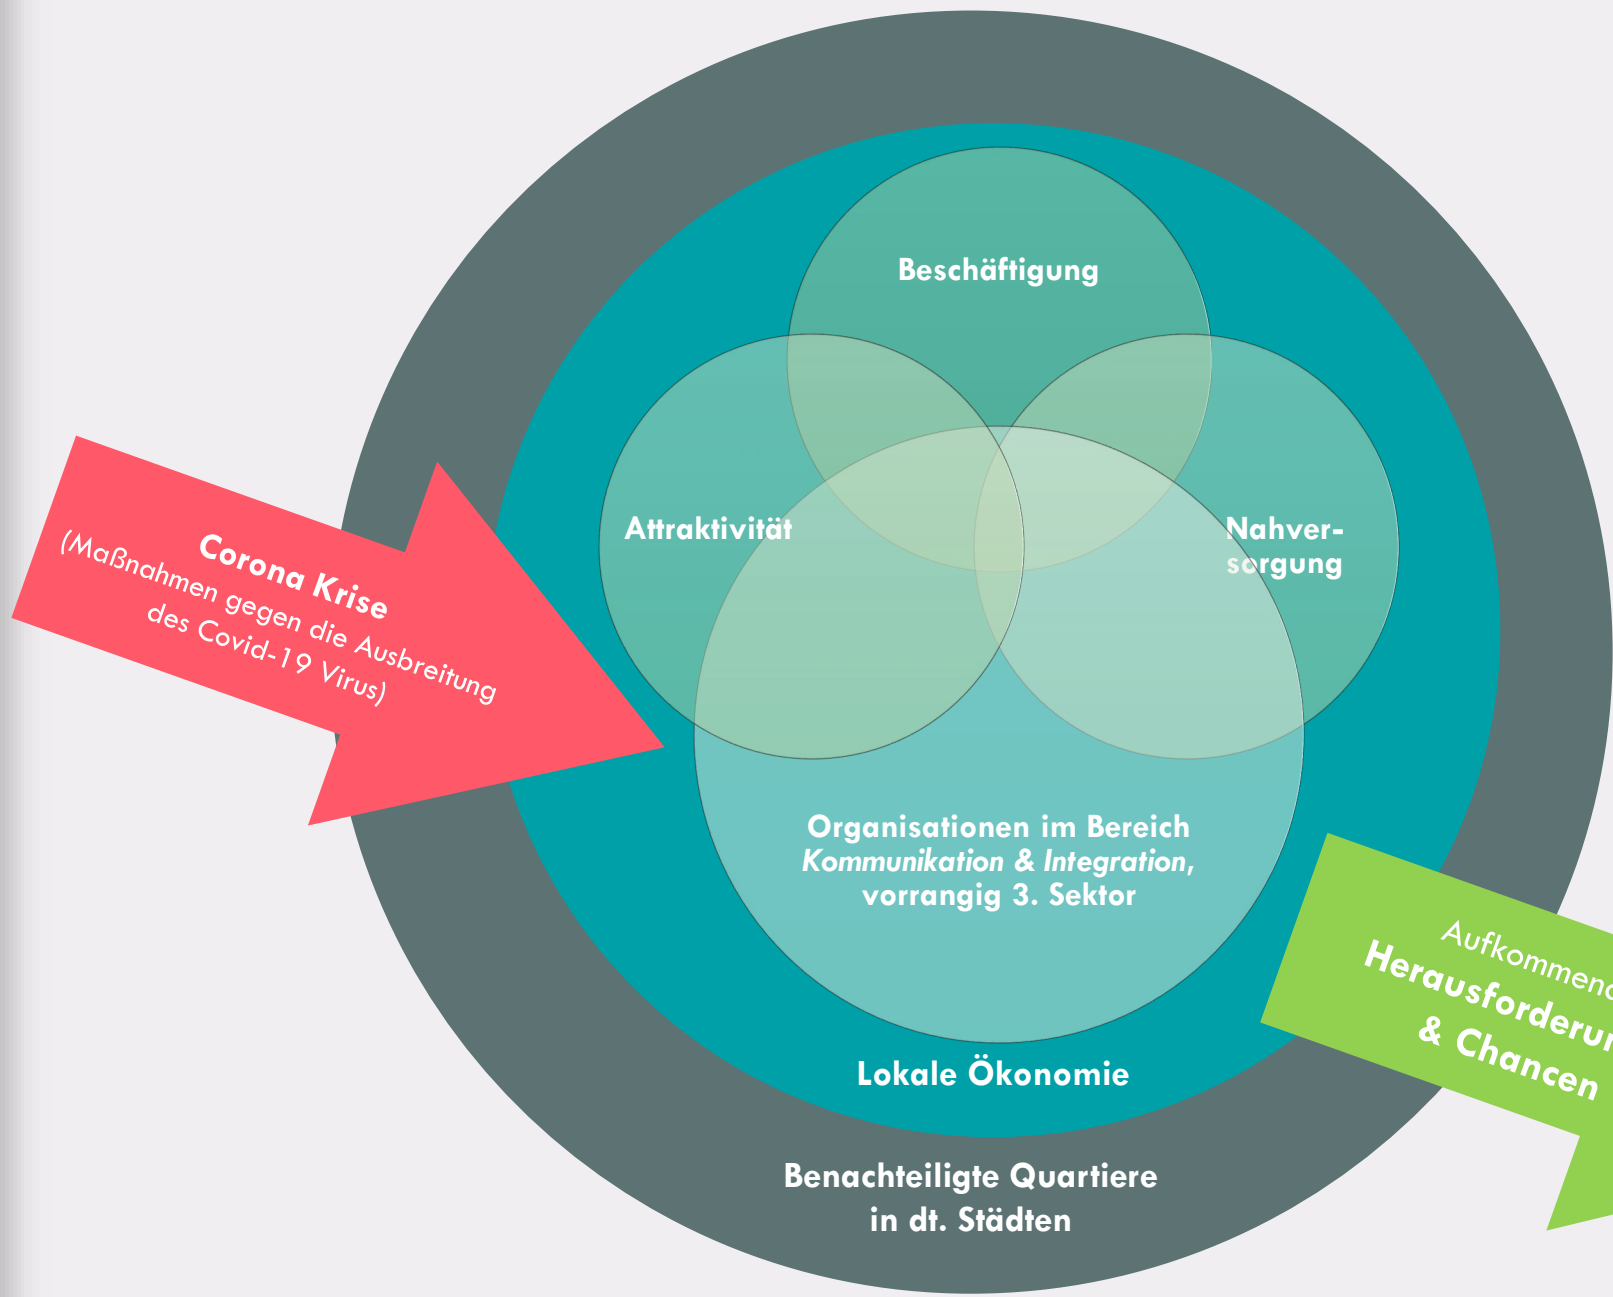 Beschäftigung
Attraktivität
Nahver-
sorgung
Corona Krise
(Maßnahmen gegen die Ausbreitung
des Covid-19 Virus)
Organisationen im Bereich
Kommunikation & Integration,
vorrangig 3. Sektor
& Chancen
Lokale Ökonomie
Benachteiligte Quartiere
in dt. Städten